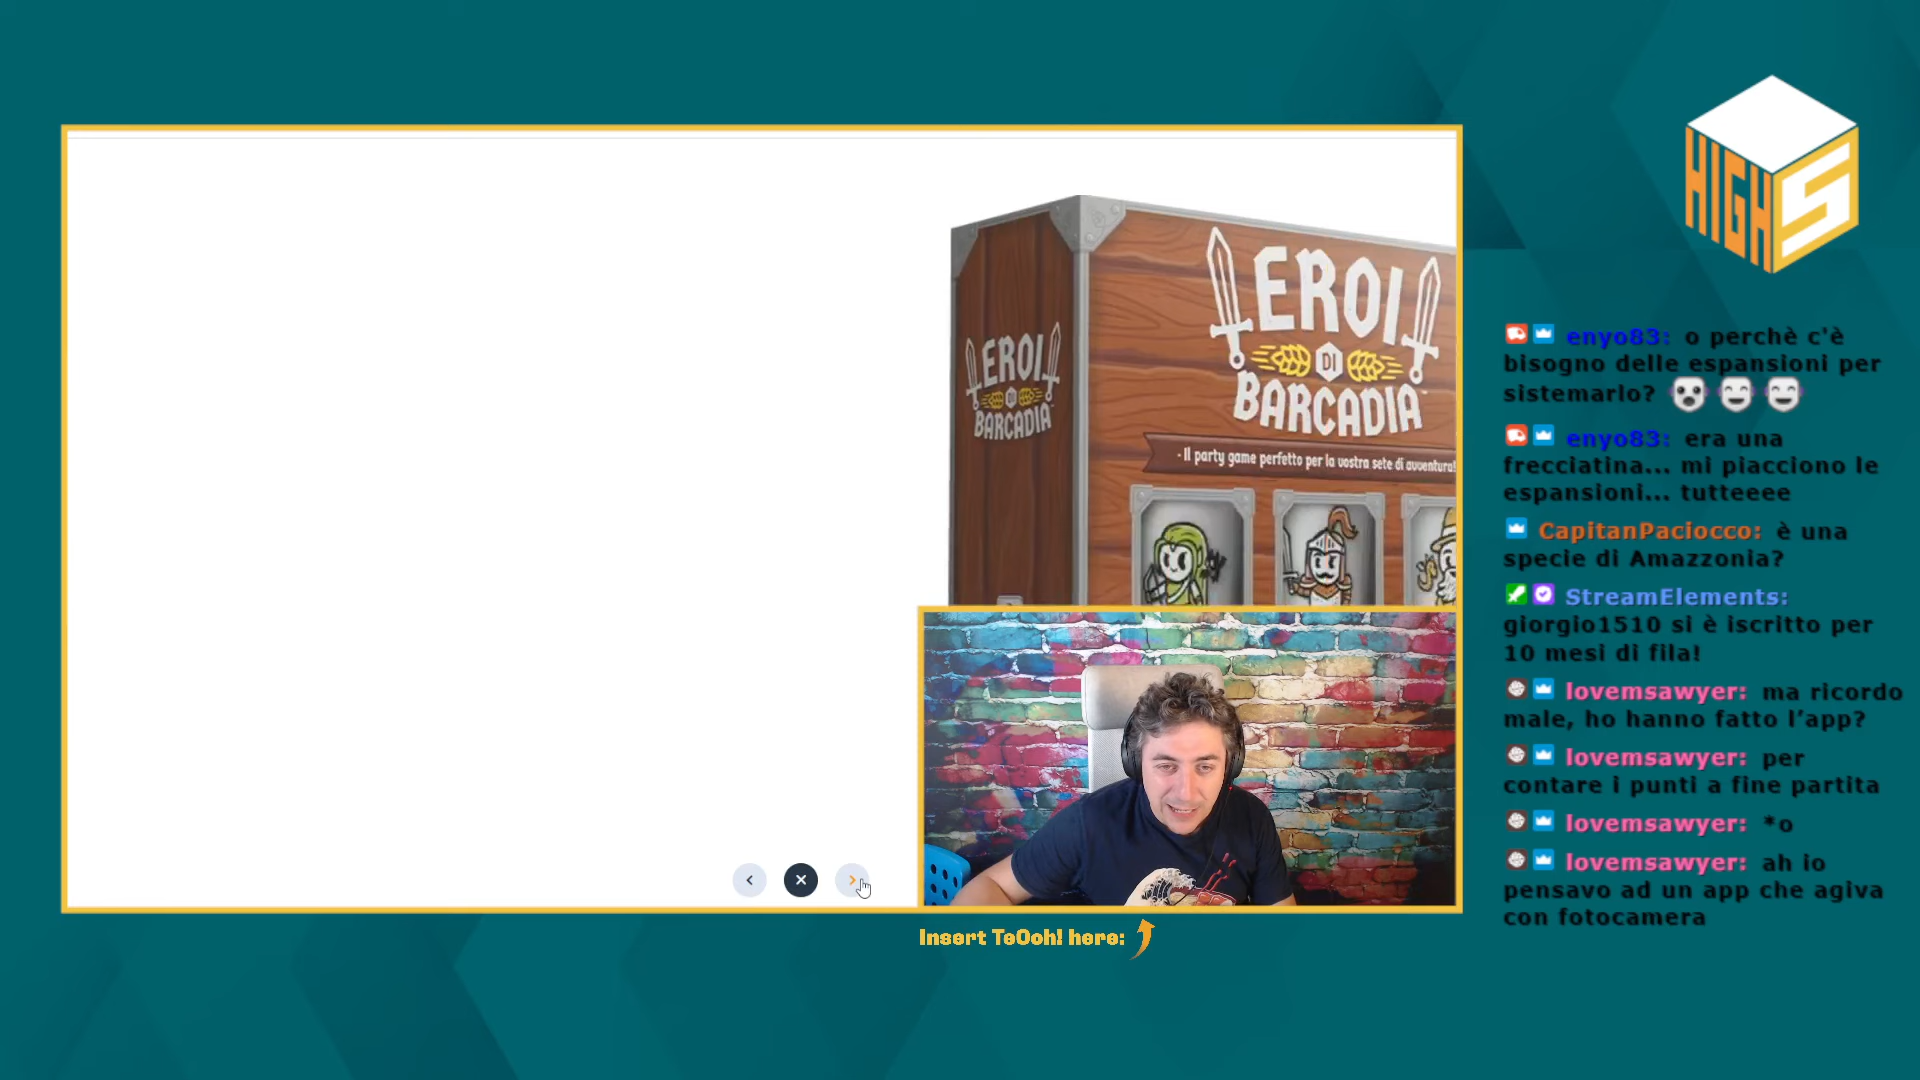 EROI
DI
BARCADIA
EROI
DI
BARCADIA
- Il party game perfetto per la vostra sete di avventura!
HIGH
5
enyo83: o perchè c'è
bisogno delle espansioni per
sistemarlo?
enyo83: era una
frecciatina... mi piacciono le
espansioni... tutteeee
CapitanPaciocco: è una
specie di Amazzonia?
StreamElements:
giorgio1510 si è iscritto per
10 mesi di fila!
lovemsawyer: ma ricordo
male, ho hanno fatto l'app?
lovemsawyer: per
contare i punti a fine partita
lovemsawyer: *o
lovemsawyer: ah io
pensavo ad un app che agiva
con fotocamera
Insert TeOoh! here: